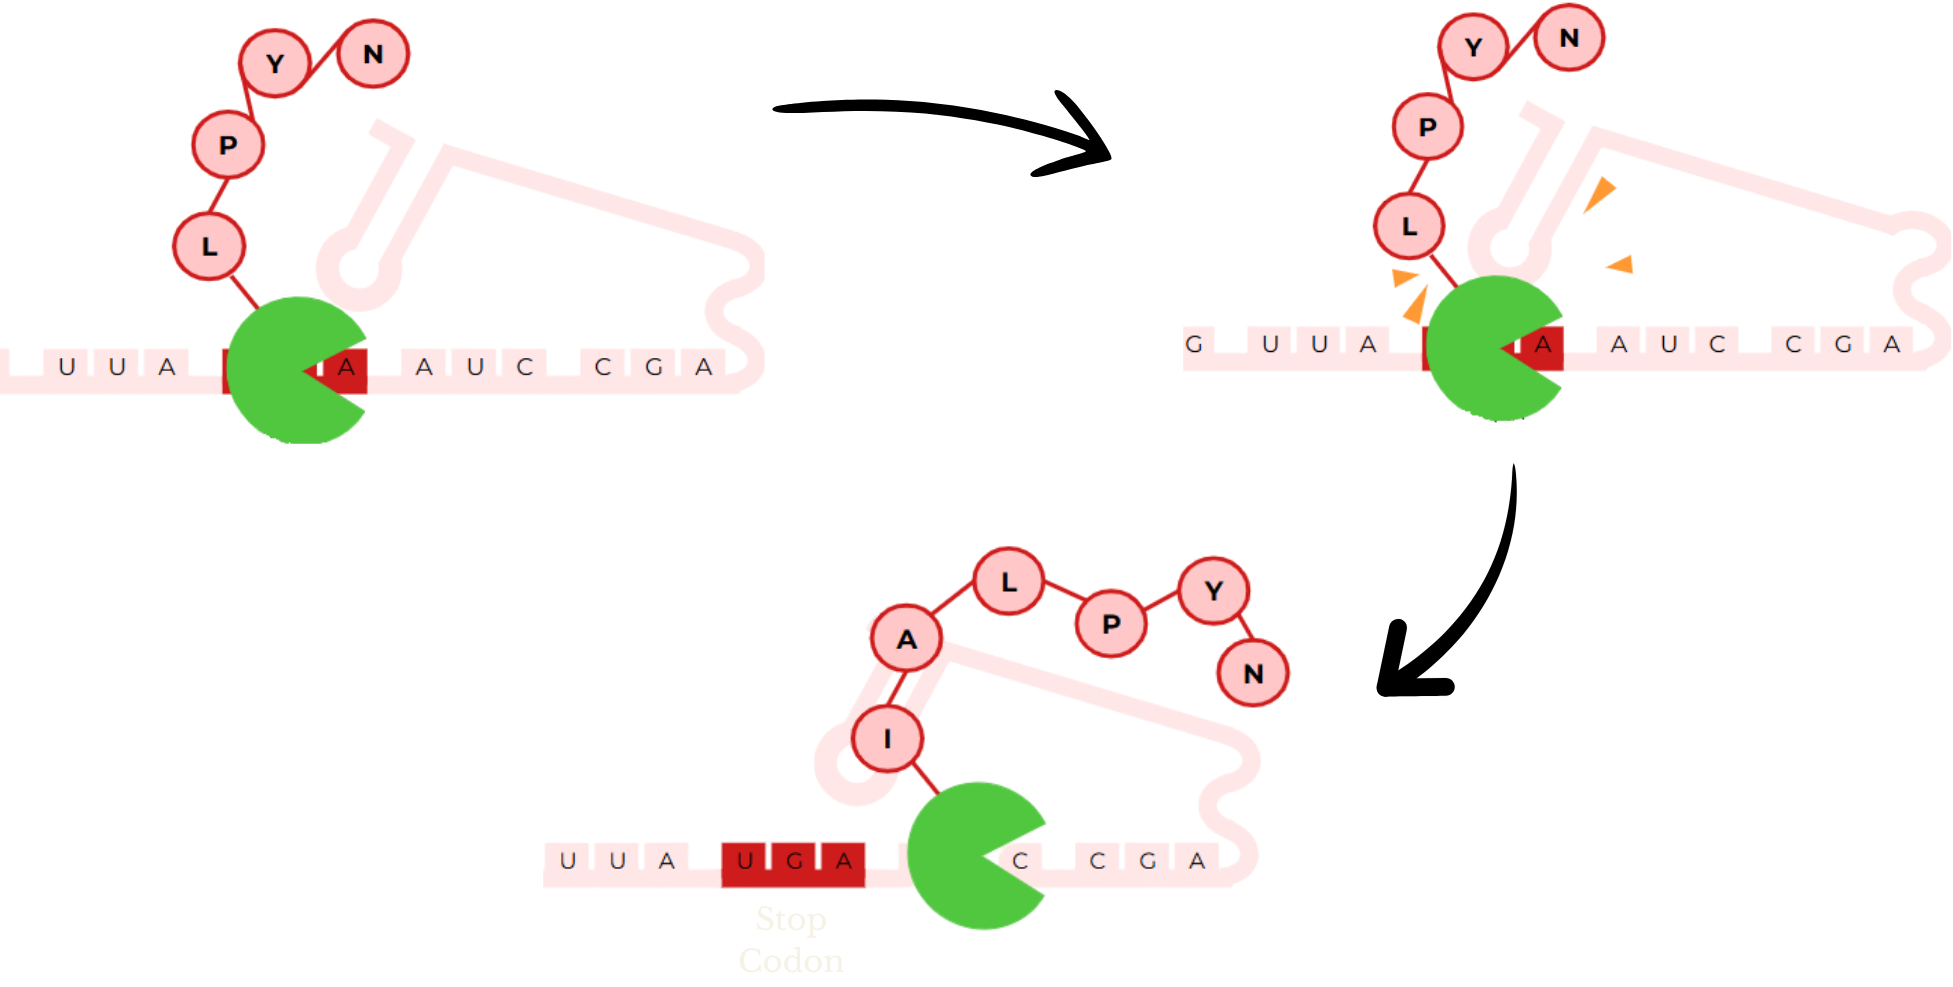 Y N
P
L
U U A A A U C C G A
Y N
P
L
G U U A A A U C C G A
L
A P Y
N
I
U U A U G A C C G A
Stop
Codon